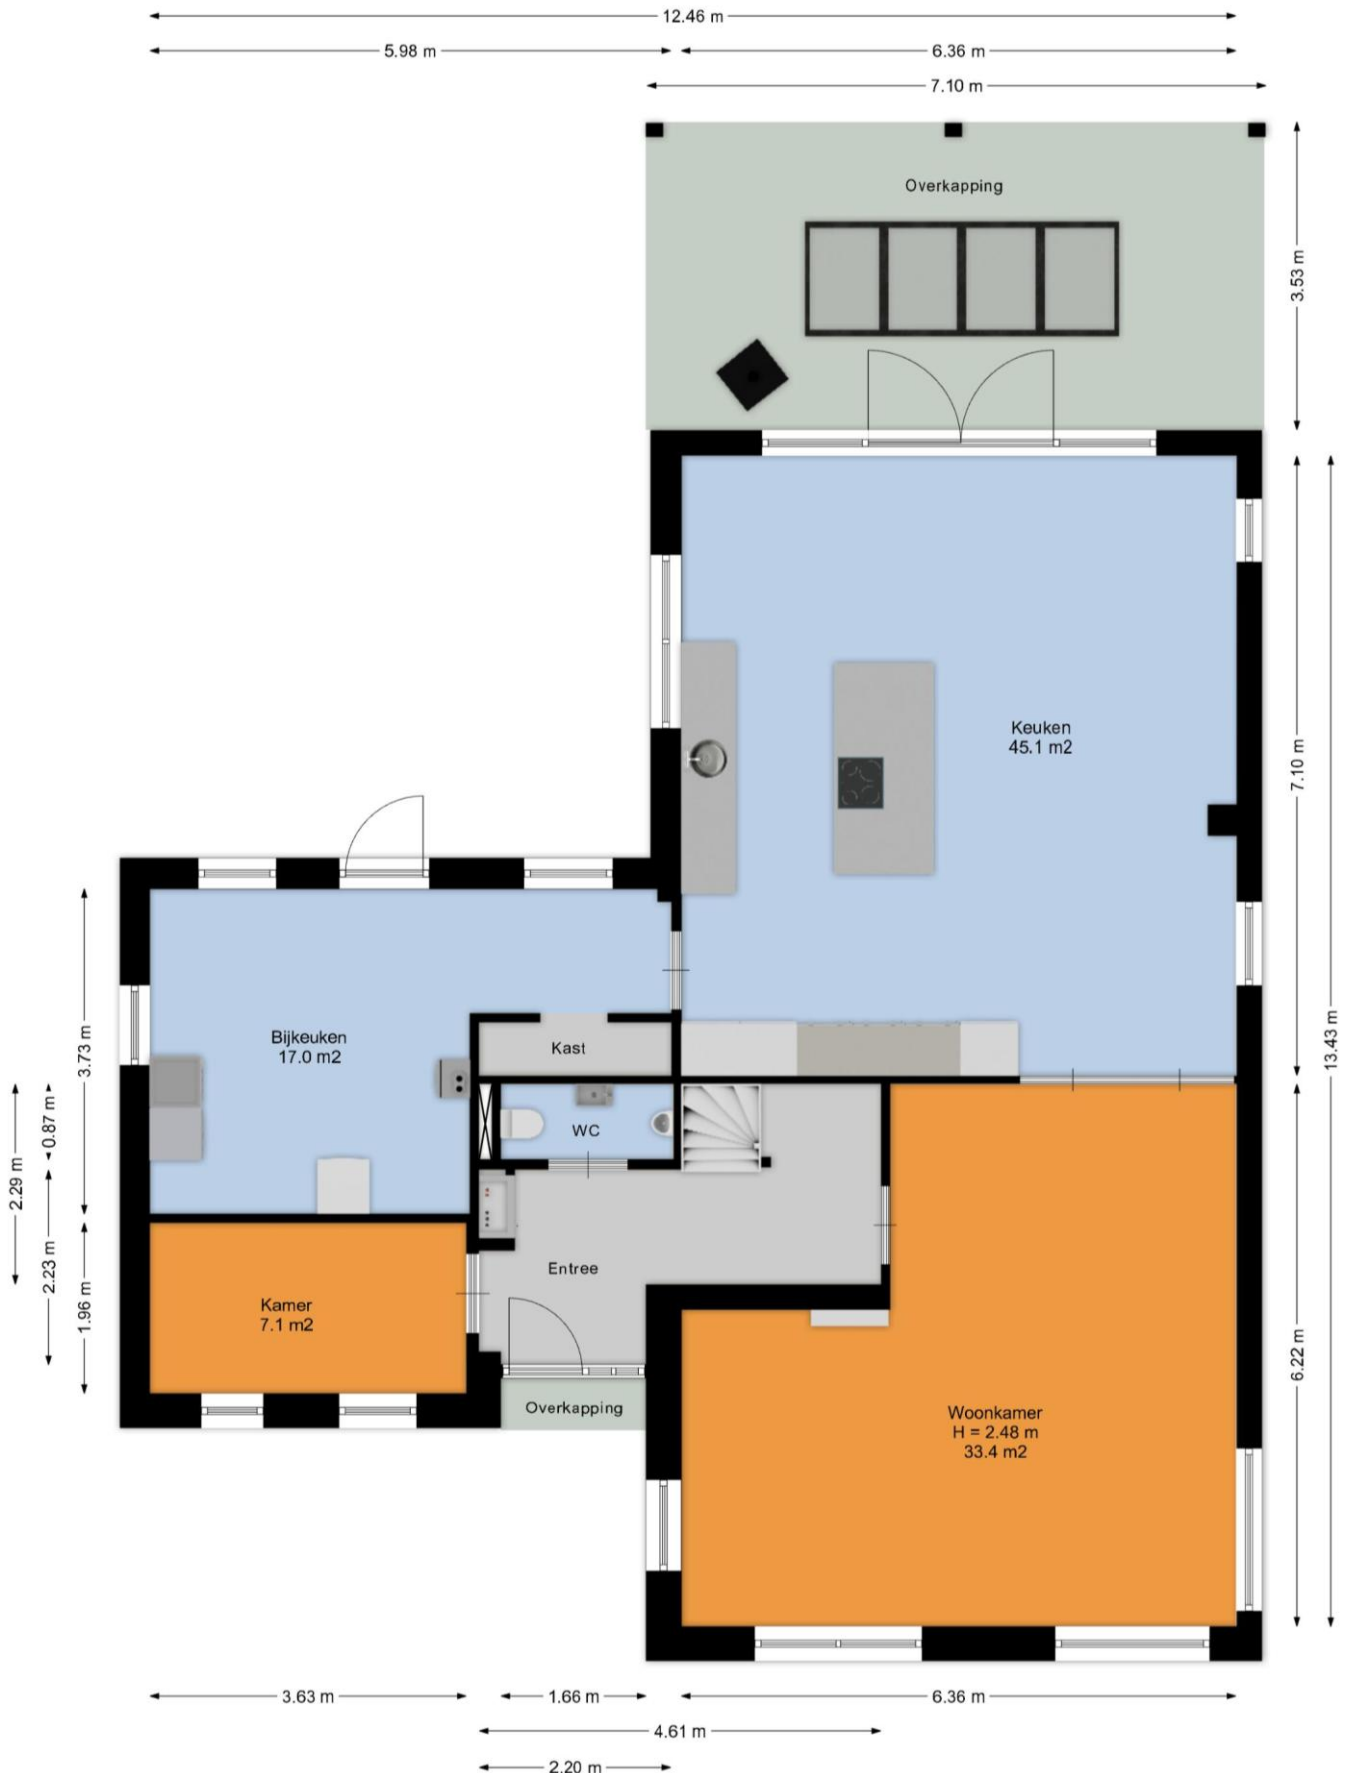 12.46 m
5.98 m
6.36 m
7.10 m
Overkapping
3.53 m
Keuken
45.1 m2
7.10 m
13.43 m
Bijkeuken
17.0 m2
Kast
3.73 m
0.87 m
2.29 m
WC
2.23 m
Entree
1.96 m
Kamer
7.1 m2
6.22 m
Overkapping
Woonkamer
H = 2.48 m
33.4 m2
3.63 m
1.66 m
6.36 m
4.61 m
2.20 m